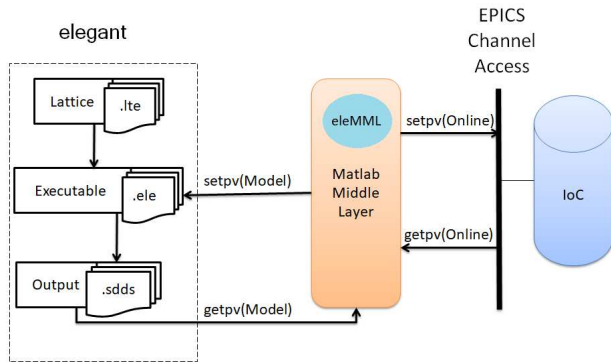 elegant
Lattice
.lte
Executable
.ele
Output
.sdds
setpv(Model)
getpv(Model)
eleMML
Matlab
Middle
Layer
EPICS
Channel
Access
setpv(Online)
getpv(Online)
IoC